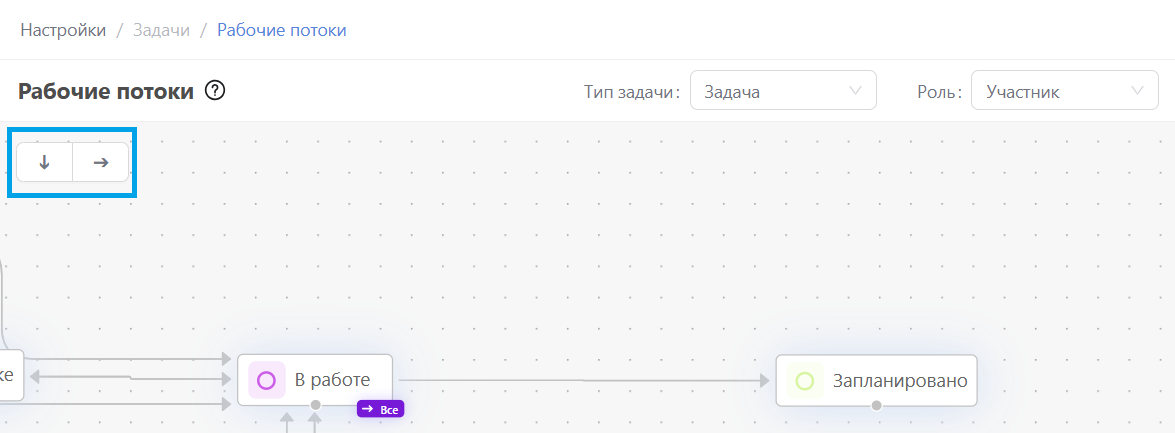 Настройки / Задачи / Рабочие потоки
Рабочие потоки ?
Тип задачи: Задача
Роль: Участник
ке
В работе
Все
Запланировано